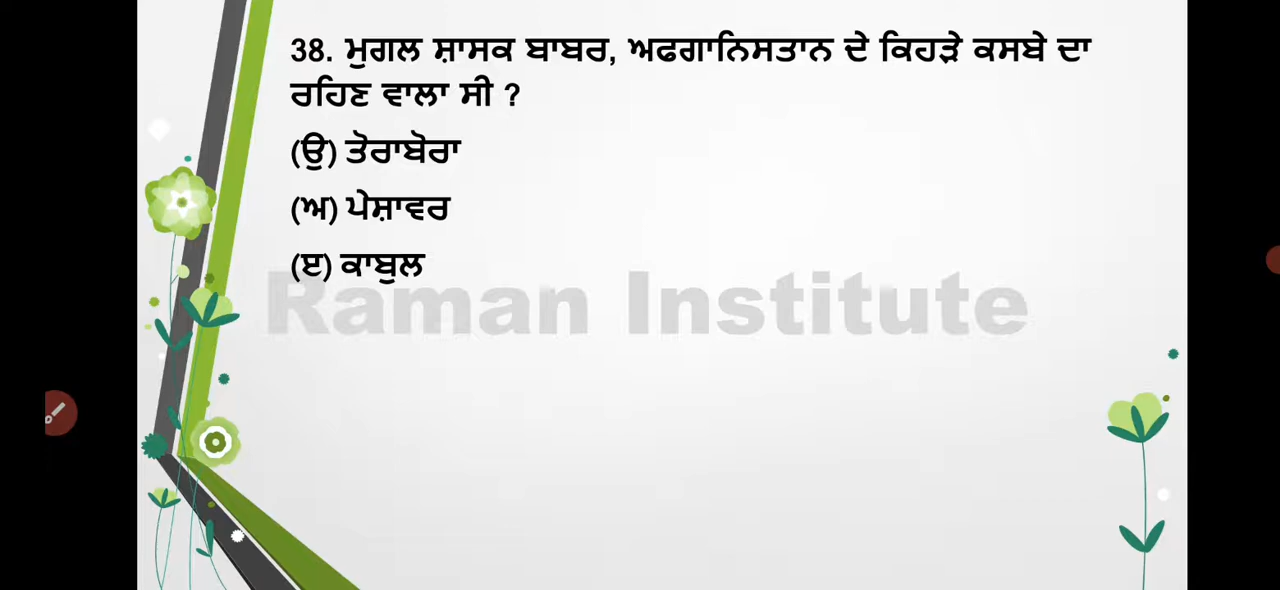 38. ਮੁਗਲ ਸ਼ਾਸਕ ਬਾਬਰ, ਅਫਗਾਨਿਸਤਾਨ ਦੇ ਕਿਹੜੇ ਕਸਬੇ ਦਾ
ਰਹਿਣ ਵਾਲਾ ਸੀ ?
(ਉ) ਤੋਰਾਬੋਰਾ
(ਅ) ਪੇਸ਼ਾਵਰ
(ੲ) ਕਾਬੁਲ
Raman Institute